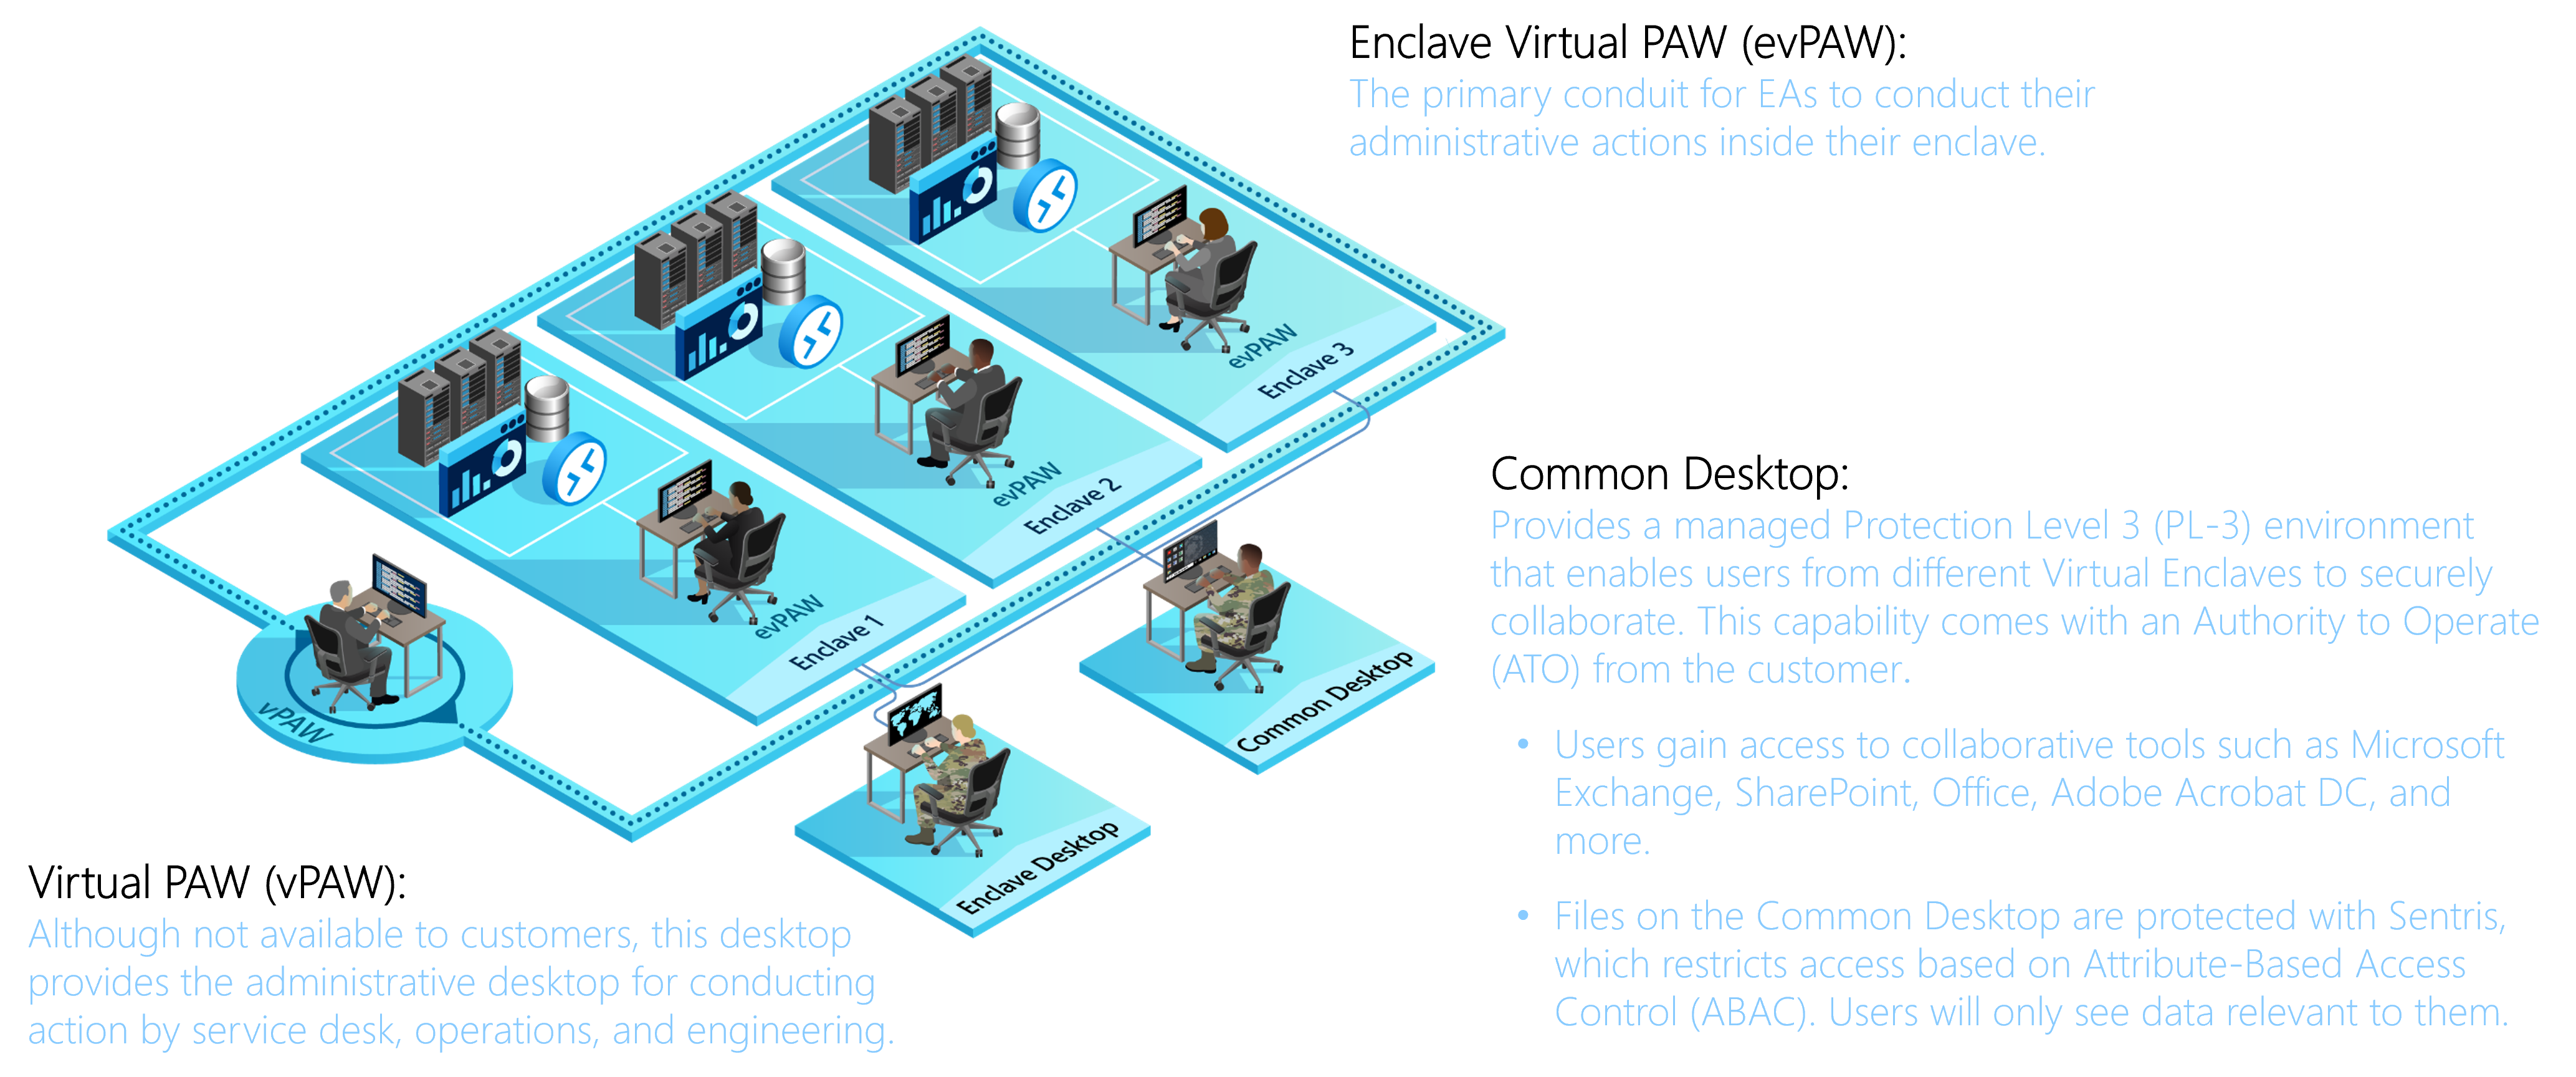 Enclave Virtual PAW (evPAW):
The primary conduit for EAs to conduct their
administrative actions inside their enclave.
evPAW
Enclave 3
evPAW
Enclave 2
evPAW
Enclave 1
vPAW
Common Desktop
Enclave Desktop
Common Desktop:
Provides a managed Protection Level 3 (PL-3) environment
that enables users from different Virtual Enclaves to securely
collaborate. This capability comes with an Authority to Operate
(ATO) from the customer.
• Users gain access to collaborative tools such as Microsoft
Exchange, SharePoint, Office, Adobe Acrobat DC, and
more.
• Files on the Common Desktop are protected with Sentris,
which restricts access based on Attribute-Based Access
Control (ABAC). Users will only see data relevant to them.
Virtual PAW (vPAW):
Although not available to customers, this desktop
provides the administrative desktop for conducting
action by service desk, operations, and engineering.